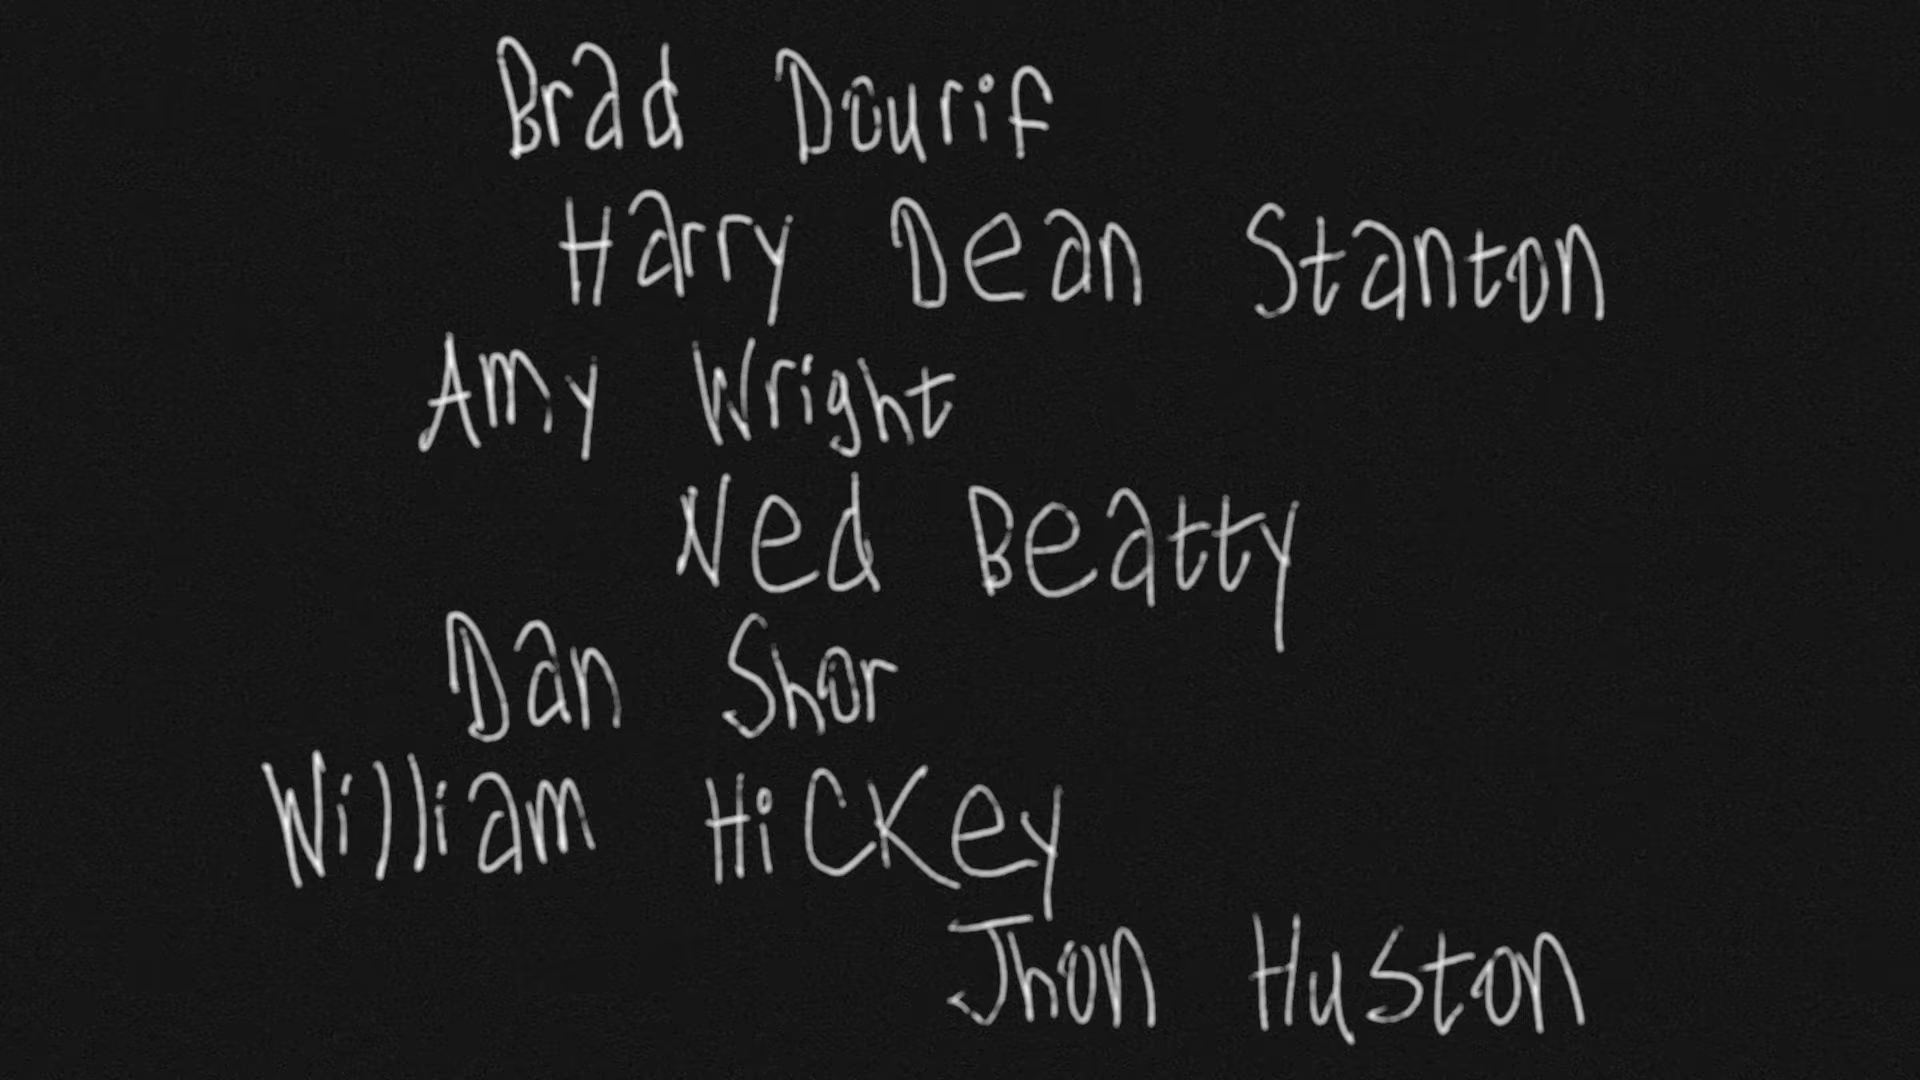 Brad Dourif
Harry Dean Stanton
Amy Wright
Ned Beatty
Dan Shor
William Hickey
Jhon Huston